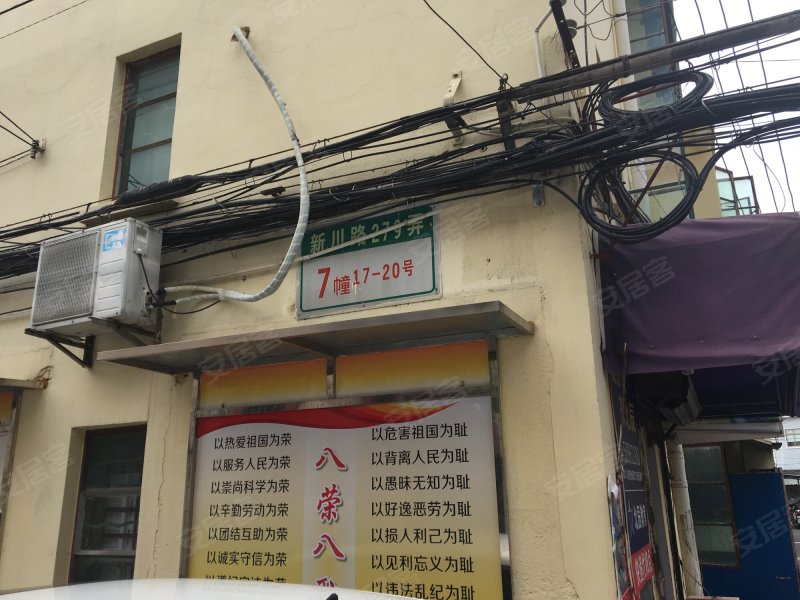 新川路279弄
7幢17-20号
八荣八
以热爱祖国为荣
以服务人民为荣
以崇尚科学为荣
以辛勤劳动为荣
以团结互助为荣
以诚实守信为荣
以危害祖国为耻
以背离人民为耻
以愚昧无知为耻
以好逸恶劳为耻
以损人利己为耻
以见利忘义为耻
以违法乱纪为耻
安居客